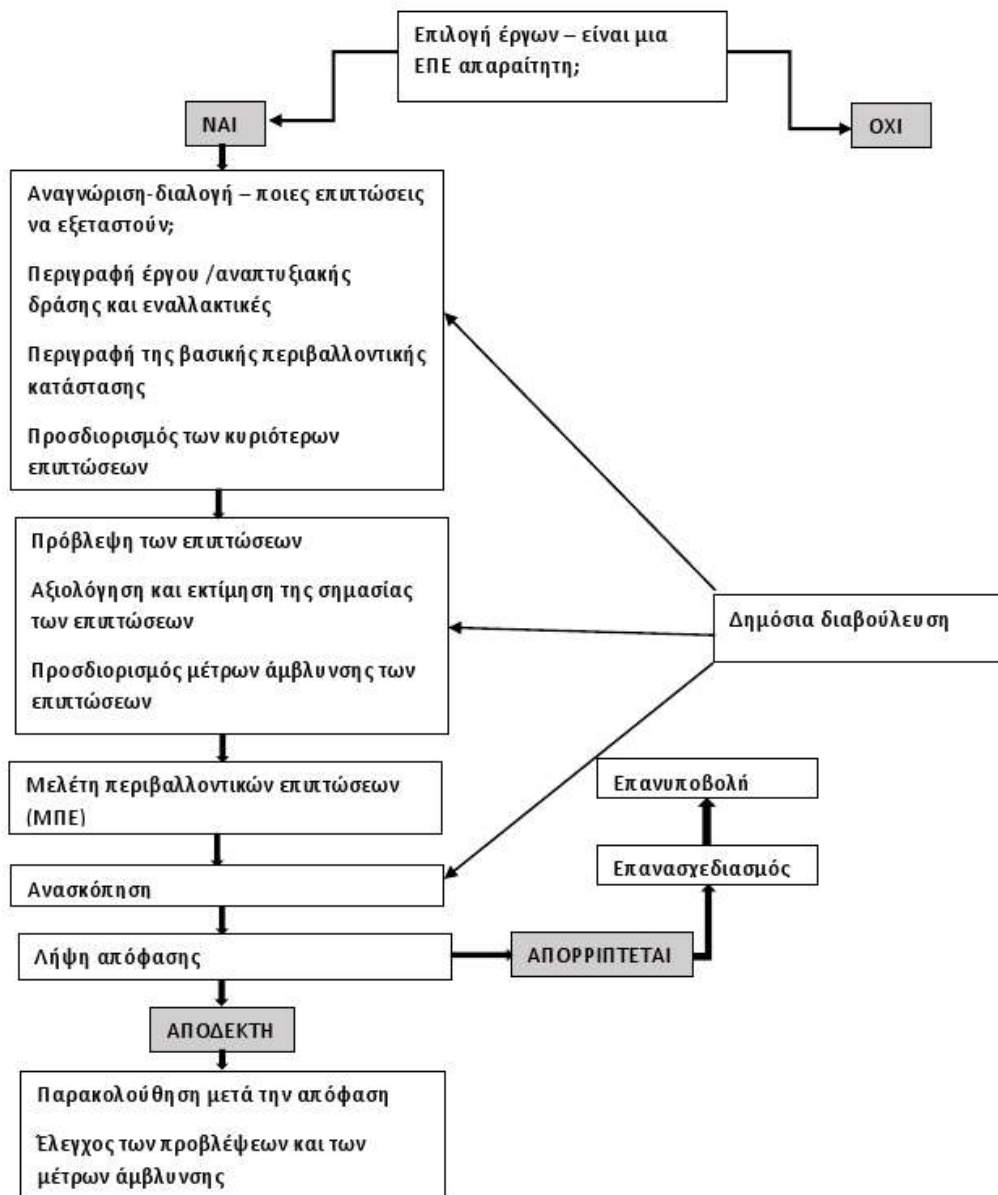 Επιλογή έργων – είναι μια
ΕΠΕ απαραίτητη;
ΝΑΙ
ΟΧΙ
Αναγνώριση-διαλογή – ποιες επιπτώσεις
να εξεταστούν;
Περιγραφή έργου /αναπτυξιακής
δράσης και εναλλακτικές
Περιγραφή της βασικής περιβαλλοντικής
κατάστασης
Προσδιορισμός των κυριότερων
επιπτώσεων
Πρόβλεψη των επιπτώσεων
Αξιολόγηση και εκτίμηση της σημασίας
των επιπτώσεων
Προσδιορισμός μέτρων άμβλυνσης των
επιπτώσεων
Δημόσια διαβούλευση
Μελέτη περιβαλλοντικών επιπτώσεων
(ΜΠΕ)
Επανυποβολή
Επανασχεδιασμός
Ανασκόπηση
Λήψη απόφασης
ΑΠΟΡΡΙΠΤΕΤΑΙ
ΑΠΟΔΕΚΤΗ
Παρακολούθηση μετά την απόφαση
Έλεγχος των προβλέψεων και των
μέτρων άμβλυνσης